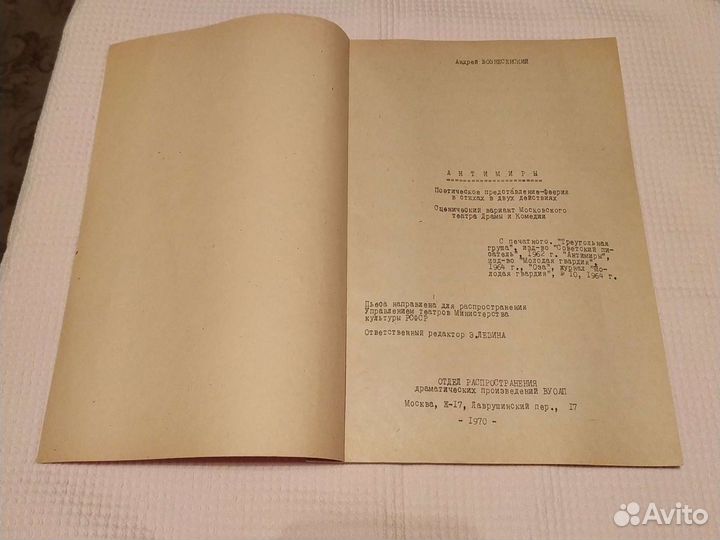 Андрей ВОЗНЕСЕНСКИЙ
А Н Т И М И Р Ы
Поэтическое представление-феерия
в стихах в двух действиях
Сценический вариант Московского
театра Драмы и Комедии
С печатного. "Треугольная
груша", изд-во "Советский пи-
сатель", 1962 г. "Антимиры",
изд-во "Молодая гвардия",
1964 г., "Оза", журнал "Мо-
лодая гвардия", № 10, 1964 г.
Пьеса направлена для распространения
Управлением театров Министерства
культуры РСФСР
Ответственный редактор Э.ЛЕВИНА
ОТДЕЛ РАСПРОСТРАНЕНИЯ
драматических произведений ВУОАП
Москва, Ж-17, Лаврушинский пер., 17
- 1970 -
Avito